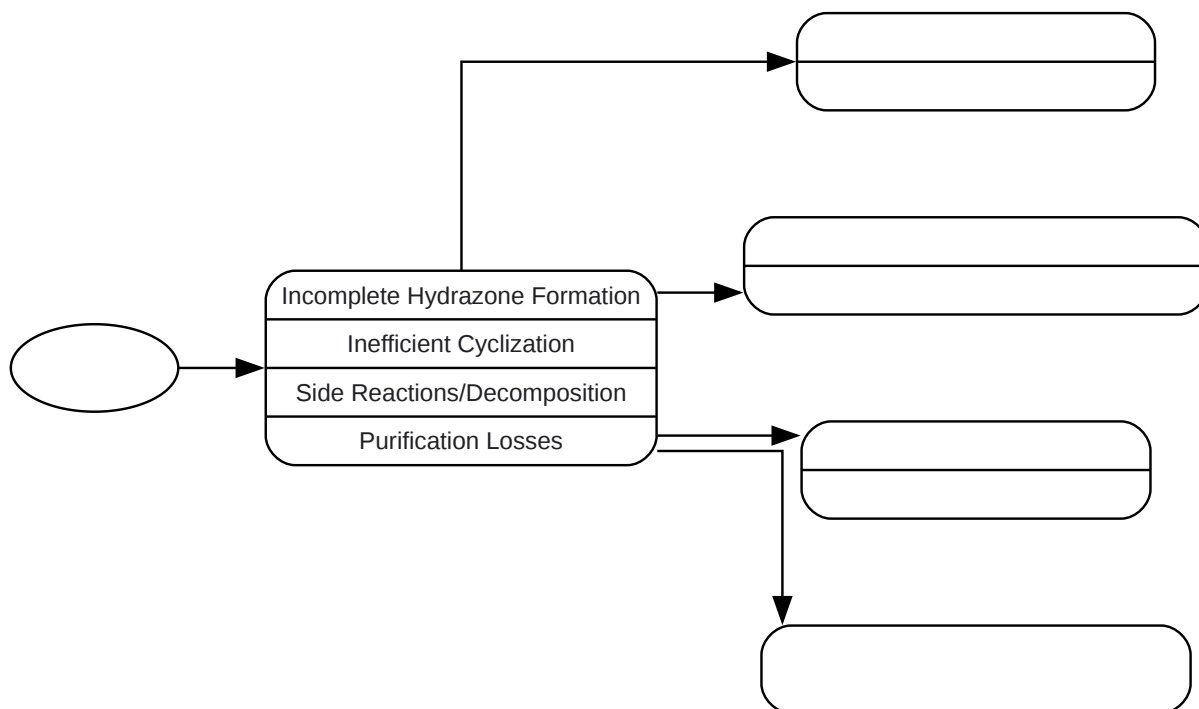 Incomplete Hydrazone Formation
Inefficient Cyclization
Side Reactions/Decomposition
Purification Losses